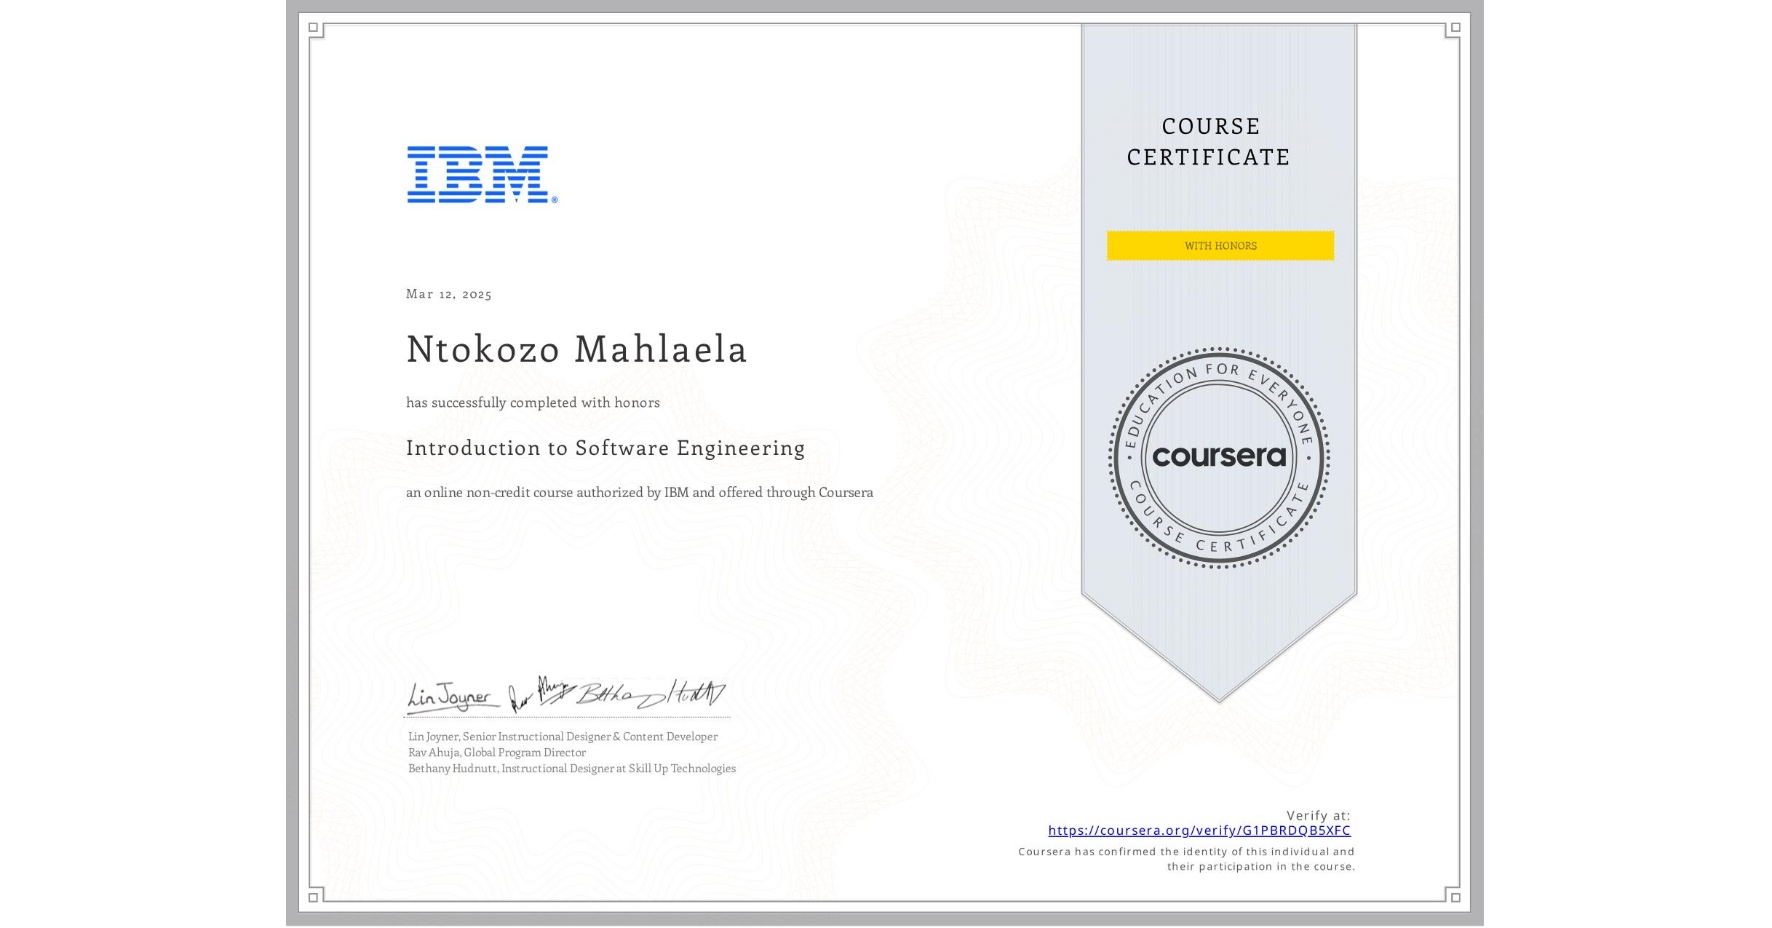 IBM®
COURSE
CERTIFICATE
WITH HONORS
Mar 12, 2025
Ntokozo Mahlaela
has successfully completed with honors
Introduction to Software Engineering
an online non-credit course authorized by IBM and offered through Coursera
EDUCATION FOR EVERYONE
coursera
COURSE CERTIFICATE
Lin Joyner
Lin Joyner, Senior Instructional Designer & Content Developer
Rav Ahuja, Global Program Director
Bethany Hudnutt, Instructional Designer at Skill Up Technologies
Verify at:
https://coursera.org/verify/G1PBRDQB5XFC
Coursera has confirmed the identity of this individual and
their participation in the course.